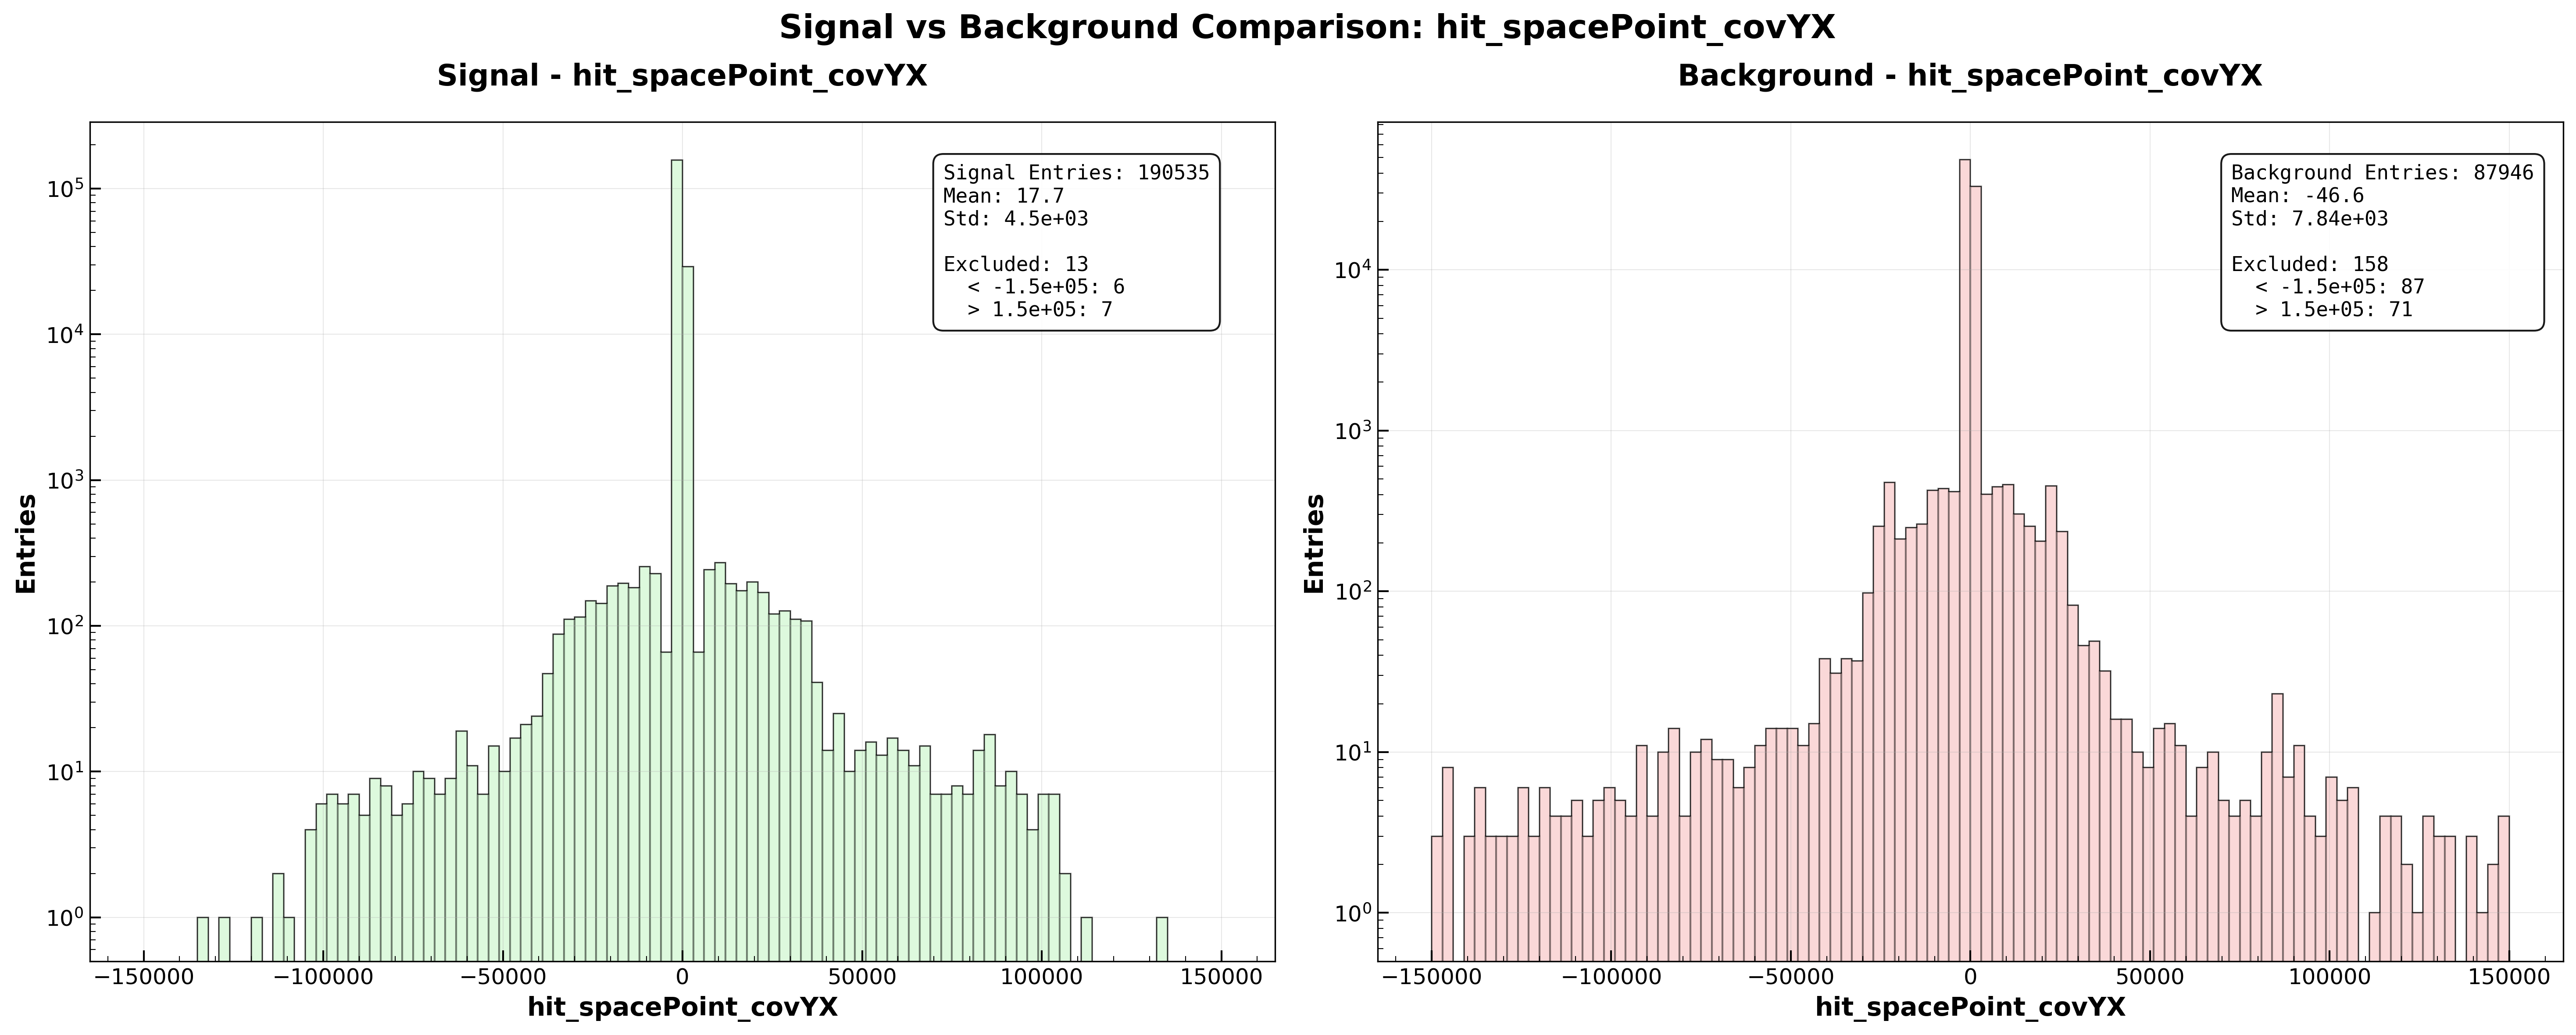 Signal vs Background Comparison: hit_spacePoint_covYX
Signal - hit_spacePoint_covYX
Entries
10^5
10^4
10^3
10^2
10^1
10^0
Signal Entries: 190535
Mean: 17.7
Std: 4.5e+03
Excluded: 13
< -1.5e+05: 6
> 1.5e+05: 7
−150000 −100000 −50000 0 50000 100000 150000
hit_spacePoint_covYX
Background - hit_spacePoint_covYX
Entries
10^4
10^3
10^2
10^1
10^0
Background Entries: 87946
Mean: -46.6
Std: 7.84e+03
Excluded: 158
< -1.5e+05: 87
> 1.5e+05: 71
−150000 −100000 −50000 0 50000 100000 150000
hit_spacePoint_covYX